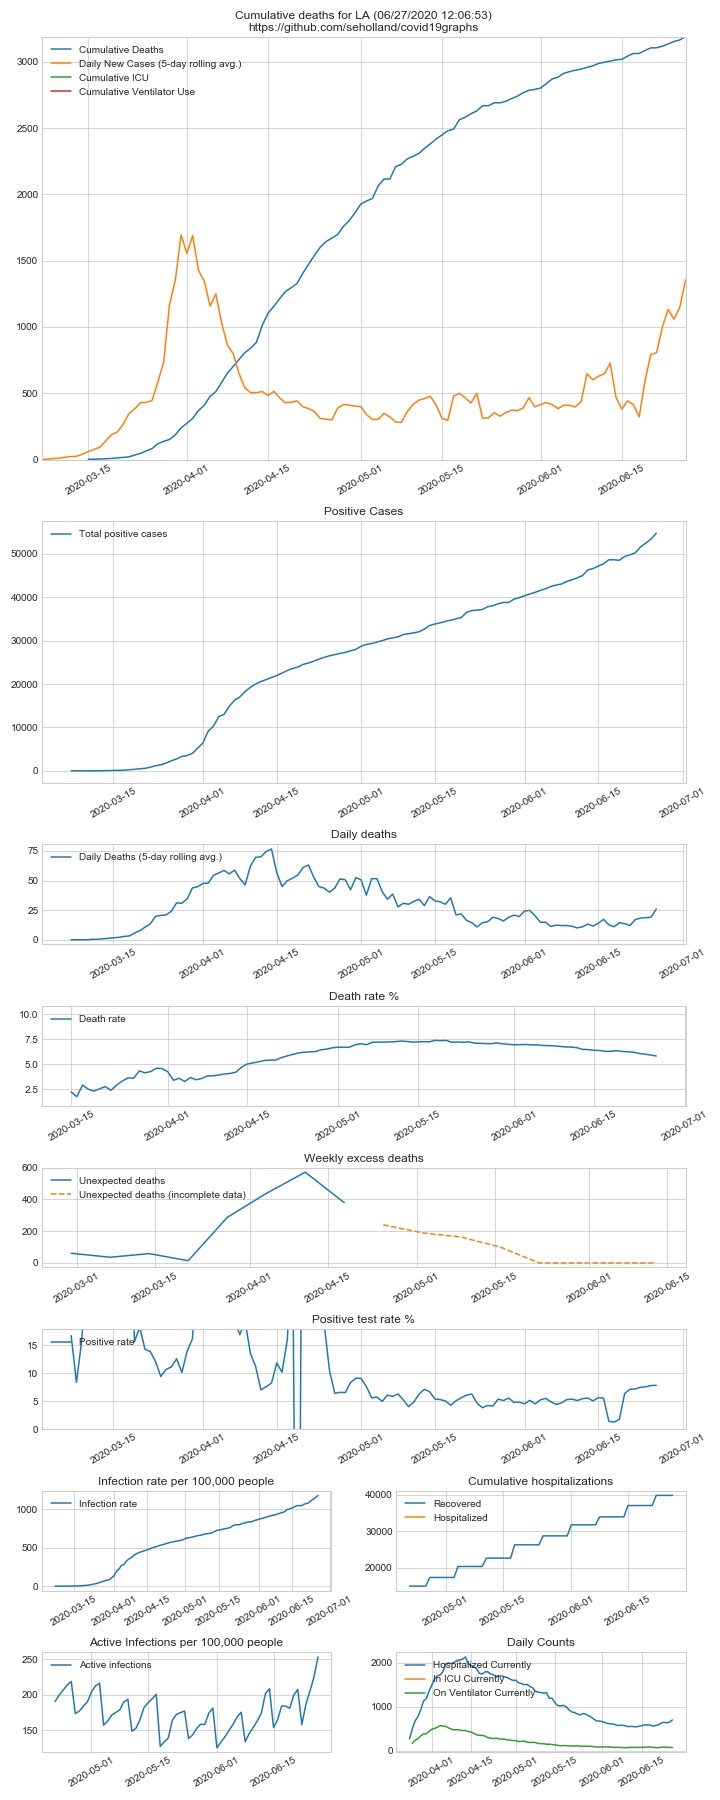 Cumulative deaths for LA (06/27/2020 12:06:53)
https://github.com/seholland/covid19graphs
Cumulative Deaths
Daily New Cases (5-day rolling avg.)
Cumulative ICU
Cumulative Ventilator Use
3000
2500
2000
1500
1000
500
0
2020-03-15 2020-04-01 2020-04-15 2020-05-01 2020-05-15 2020-06-01 2020-06-15
Positive Cases
Total positive cases
50000
40000
30000
20000
10000
0
2020-03-15 2020-04-01 2020-04-15 2020-05-01 2020-05-15 2020-06-01 2020-06-15 2020-07-01
Daily deaths
Daily Deaths (5-day rolling avg.)
75
50
25
0
2020-03-15 2020-04-01 2020-04-15 2020-05-01 2020-05-15 2020-06-01 2020-06-15 2020-07-01
Death rate %
Death rate
10.0
7.5
5.0
2.5
2020-03-15 2020-04-01 2020-04-15 2020-05-01 2020-05-15 2020-06-01 2020-06-15 2020-07-01
Weekly excess deaths
Unexpected deaths
Unexpected deaths (incomplete data)
600
400
200
0
2020-03-01 2020-03-15 2020-04-01 2020-04-15 2020-05-01 2020-05-15 2020-06-01 2020-06-15
Positive test rate %
Positive rate
15
10
5
0
2020-03-15 2020-04-01 2020-04-15 2020-05-01 2020-05-15 2020-06-01 2020-06-15 2020-07-01
Infection rate per 100,000 people
Infection rate
1000
500
0
2020-03-15 2020-04-01 2020-04-15 2020-05-01 2020-05-15 2020-06-01 2020-06-15 2020-07-01
Cumulative hospitalizations
Recovered
Hospitalized
40000
30000
20000
2020-05-01 2020-05-15 2020-06-01 2020-06-15
Active Infections per 100,000 people
Active infections
250
200
150
2020-05-01 2020-05-15 2020-06-01 2020-06-15
Daily Counts
Hospitalized Currently
In ICU Currently
On Ventilator Currently
2000
1000
0
2020-04-01 2020-04-15 2020-05-01 2020-05-15 2020-06-01 2020-06-15